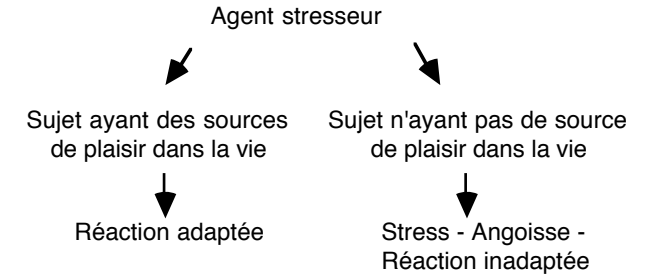 Agent stresseur
Sujet ayant des sources
de plaisir dans la vie
Sujet n'ayant pas de source
de plaisir dans la vie
Réaction adaptée
Stress - Angoisse -
Réaction inadaptée